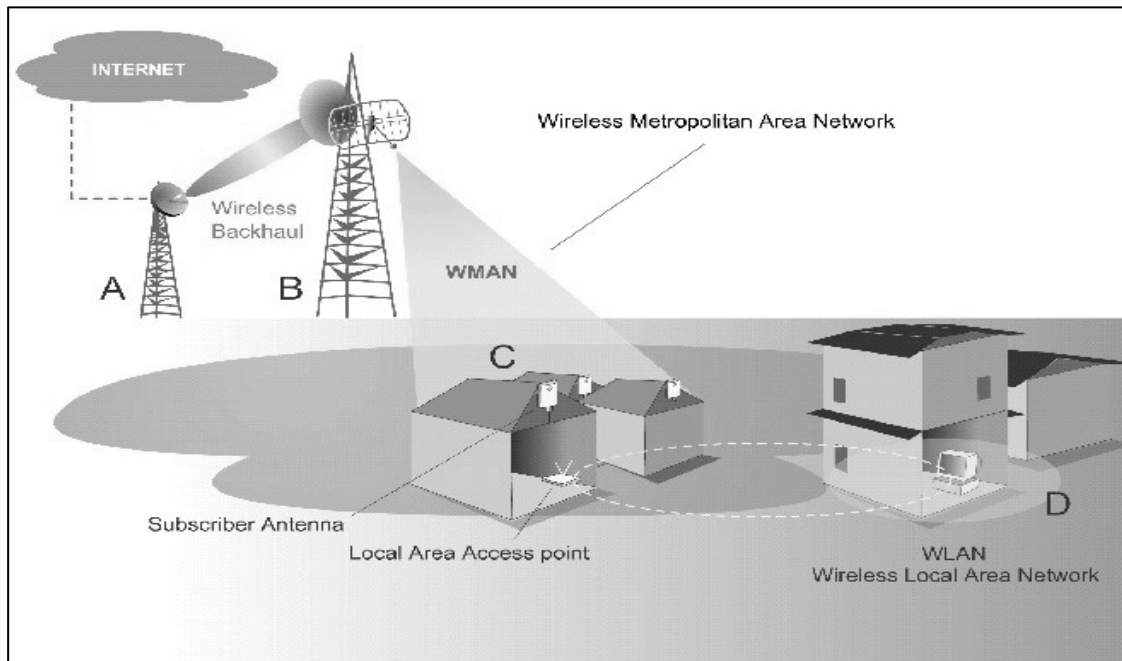 INTERNET
Wireless Metropolitan Area Network
Wireless
Backhaul
A
B
WMAN
C
D
Subscriber Antenna
Local Area Access point
WLAN
Wireless Local Area Network